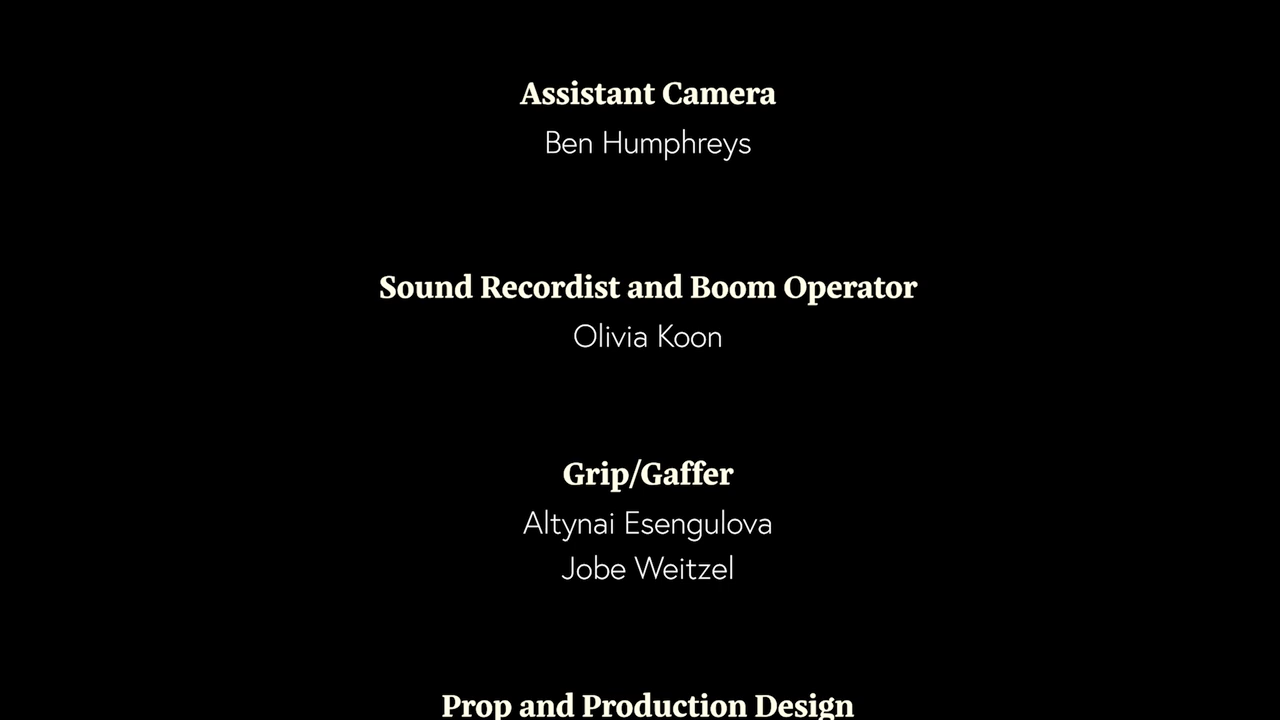 Assistant Camera
Ben Humphreys
Sound Recordist and Boom Operator
Olivia Koon
Grip/Gaffer
Altynai Esengulova
Jobe Weitzel
Prop and Production Design